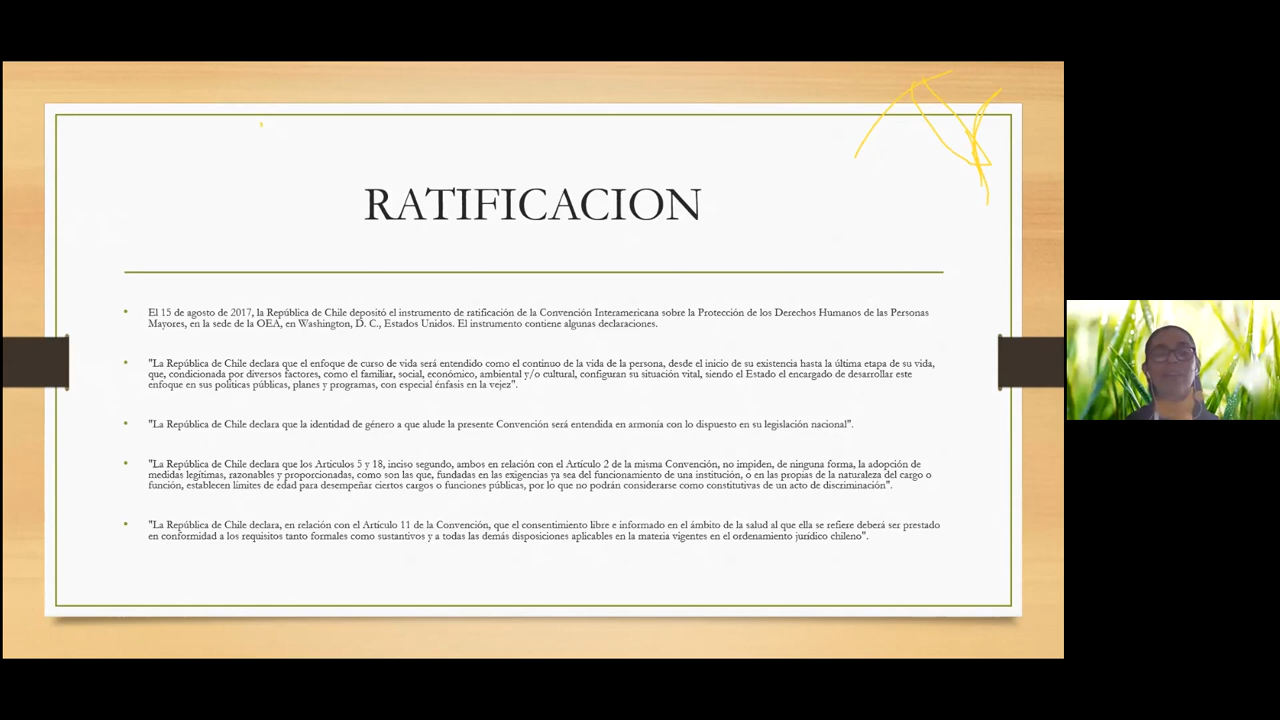 RATIFICACION
• El 15 de agosto de 2017, la República de Chile depositó el instrumento de ratificación de la Convención Interamericana sobre la Protección de los Derechos Humanos de las Personas
Mayores, en la sede de la OEA, en Washington, D. C., Estados Unidos. El instrumento contiene algunas declaraciones.
• "La República de Chile declara que el enfoque de curso de vida será entendido como el continuo de la vida de la persona, desde el inicio de su existencia hasta la última etapa de su vida,
que, condicionada por diversos factores, como el familiar, social, económico, ambiental y/o cultural, configuran su situación vital, siendo el Estado el encargado de desarrollar este
enfoque en sus políticas públicas, planes y programas, con especial énfasis en la vejez".
• "La República de Chile declara que la identidad de género a que alude la presente Convención será entendida en armonía con lo dispuesto en su legislación nacional".
• "La República de Chile declara que los Artículos 5 y 18, inciso segundo, ambos en relación con el Artículo 2 de la misma Convención, no impiden, de ninguna forma, la adopción de
medidas legítimas, razonables y proporcionadas, como son las que, fundadas en las exigencias ya sea del funcionamiento de una institución, o en las propias de la naturaleza del cargo o
función, establecen límites de edad para desempeñar ciertos cargos o funciones públicas, por lo que no podrán considerarse como constitutivas de un acto de discriminación".
• "La República de Chile declara, en relación con el Artículo 11 de la Convención, que el consentimiento libre e informado en el ámbito de la salud al que ella se refiere deberá ser prestado
en conformidad a los requisitos tanto formales como sustantivos y a todas las demás disposiciones aplicables en la materia vigentes en el ordenamiento jurídico chileno".